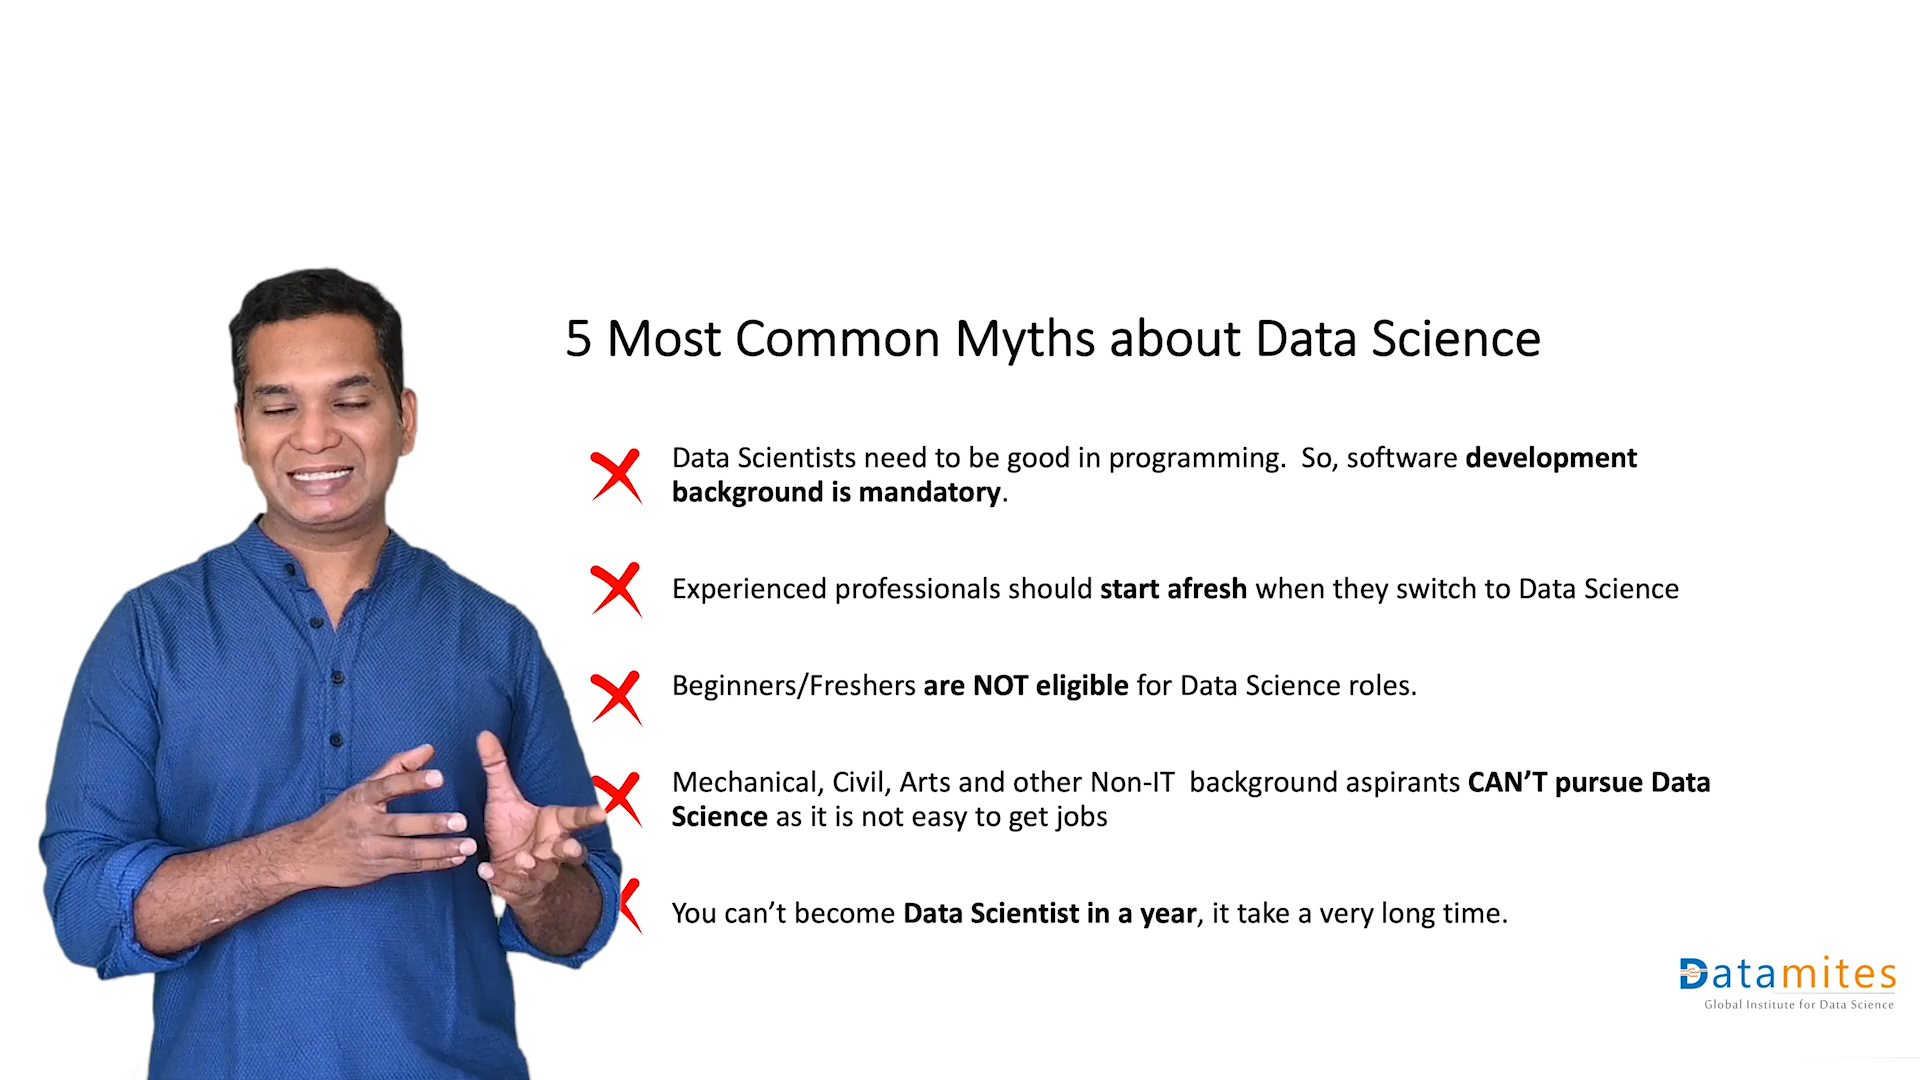 5 Most Common Myths about Data Science
Data Scientists need to be good in programming.  So, software development
background is mandatory.
Experienced professionals should start afresh when they switch to Data Science
Beginners/Freshers are NOT eligible for Data Science roles.
Mechanical, Civil, Arts and other Non-IT  background aspirants CAN’T pursue Data
Science as it is not easy to get jobs
You can’t become Data Scientist in a year, it take a very long time.
Datamites
Global Institute for Data Science